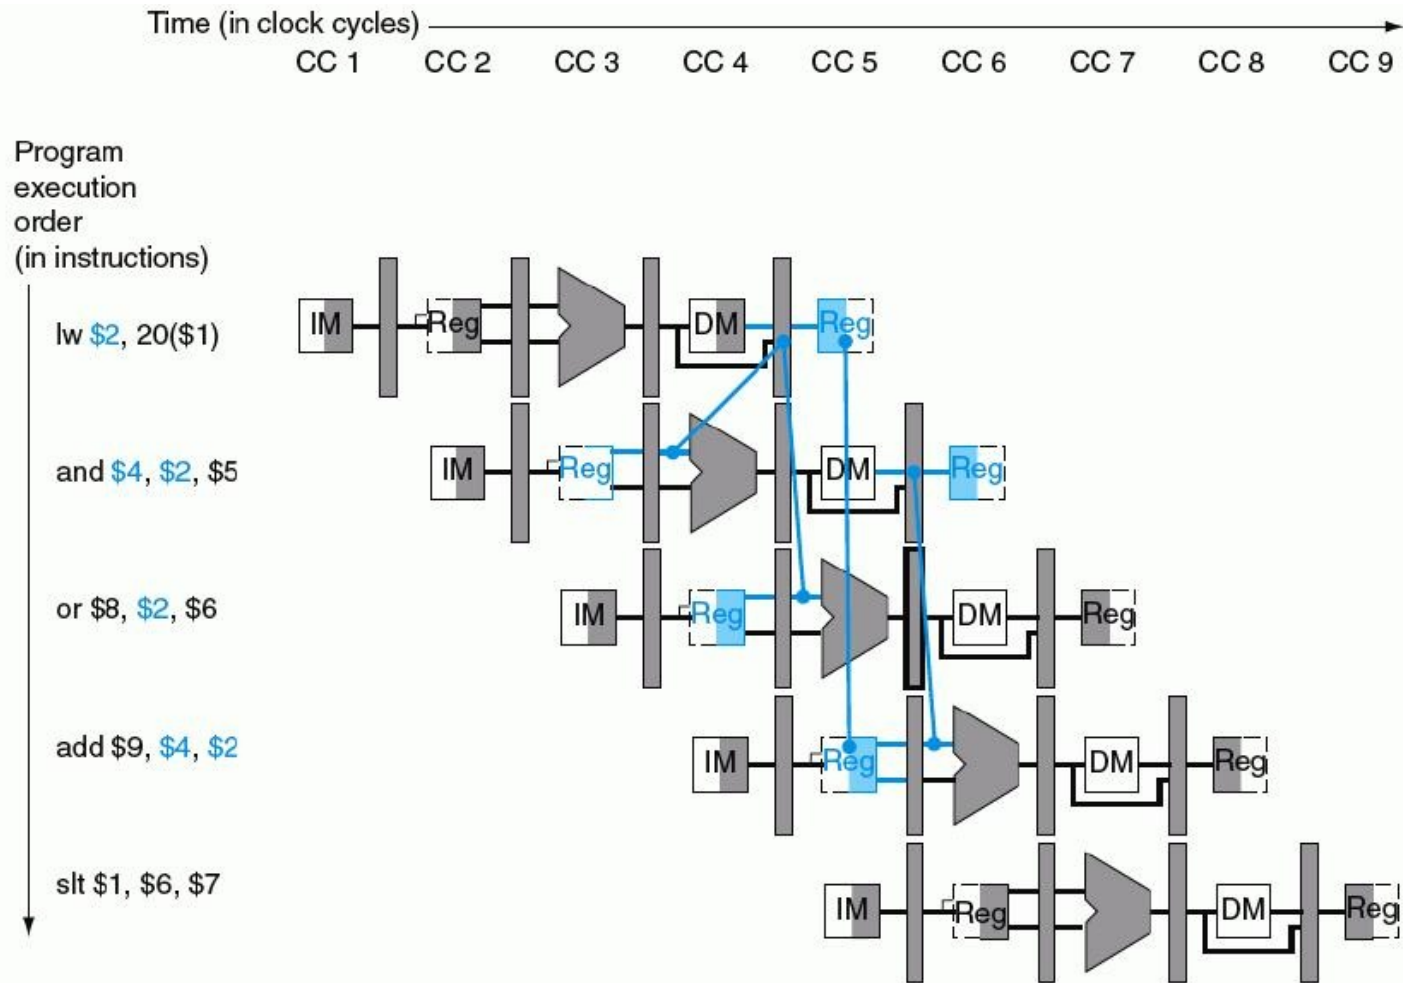 Time (in clock cycles)
CC 1 CC 2 CC 3 CC 4 CC 5 CC 6 CC 7 CC 8 CC 9
Program
execution
order
(in instructions)
lw $2, 20($1)
IM Reg DM Reg
and $4, $2, $5
IM Reg DM Reg
or $8, $2, $6
IM Reg DM Reg
add $9, $4, $2
IM Reg DM Reg
slt $1, $6, $7
IM Reg DM Reg